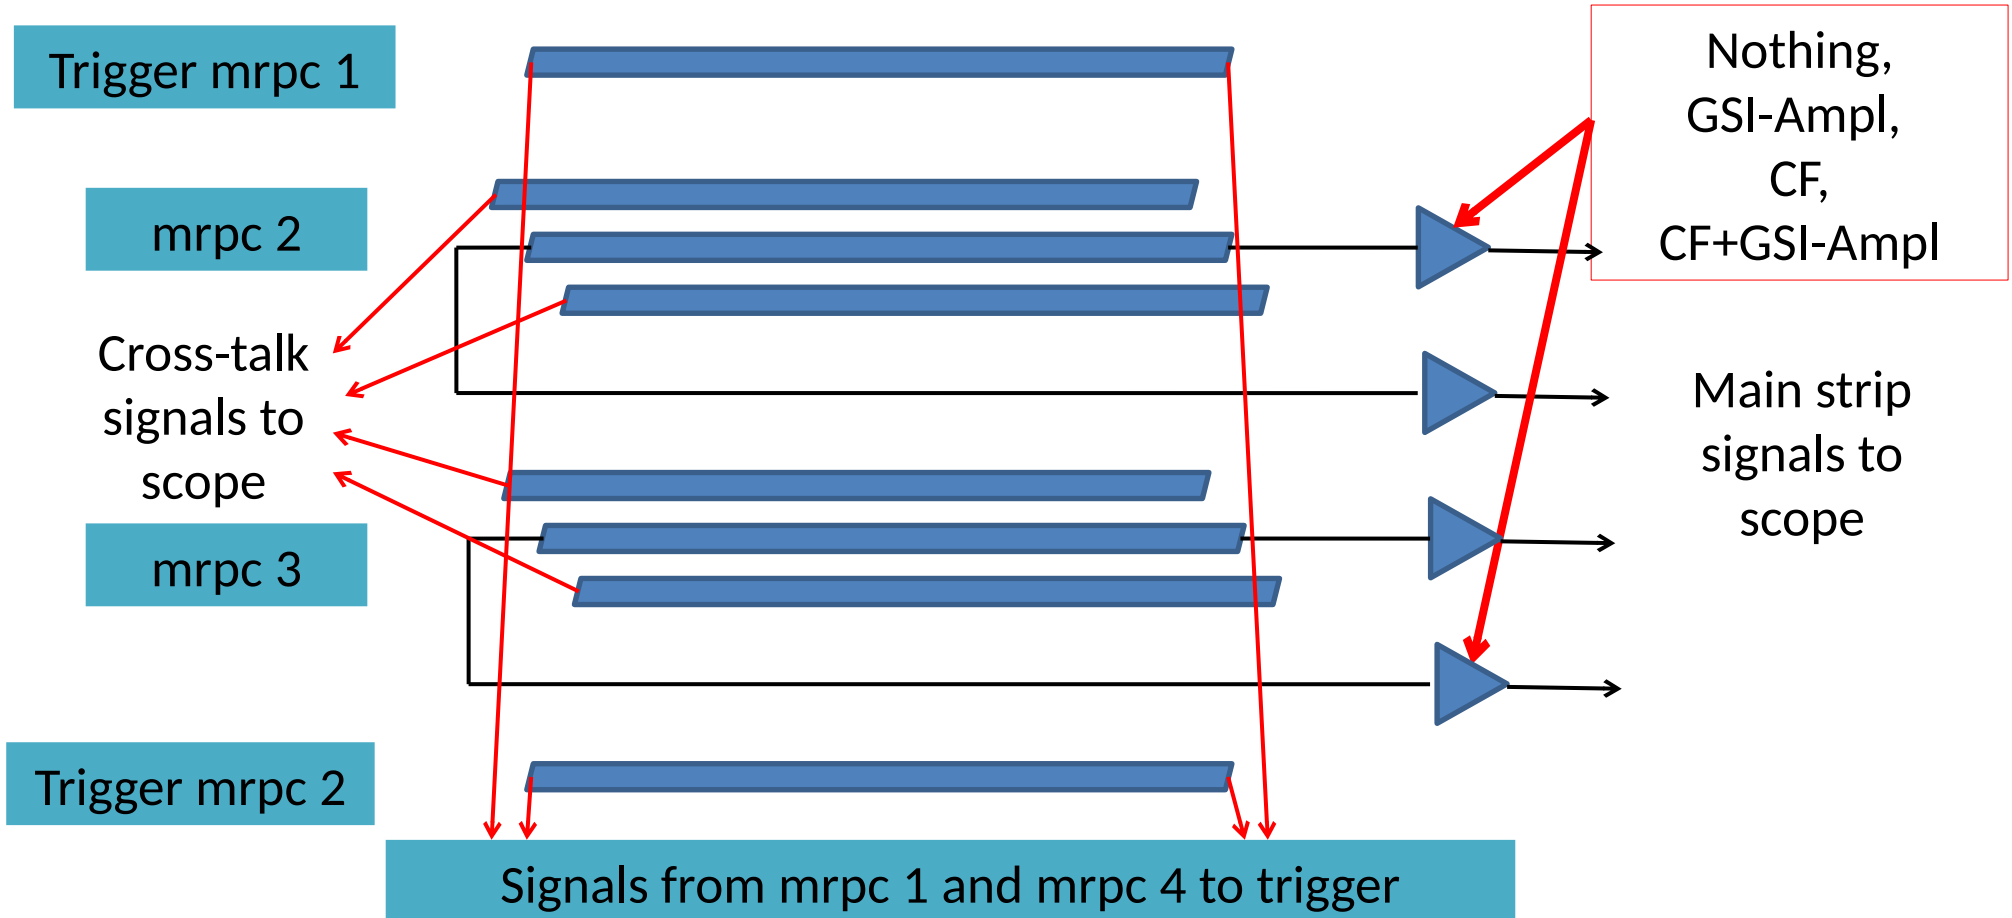 Trigger mrpc 1
Nothing,
GSI-Ampl,
CF,
CF+GSI-Ampl
mrpc 2
Cross-talk
signals to
scope
Main strip
signals to
scope
mrpc 3
Trigger mrpc 2
Signals from mrpc 1 and mrpc 4 to trigger